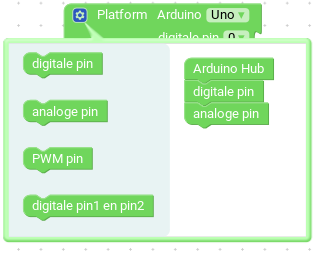 Platform Arduino Uno
digitale pin 0
digitale pin
analoge pin
PWM pin
digitale pin1 en pin2
Arduino Hub
digitale pin
analoge pin